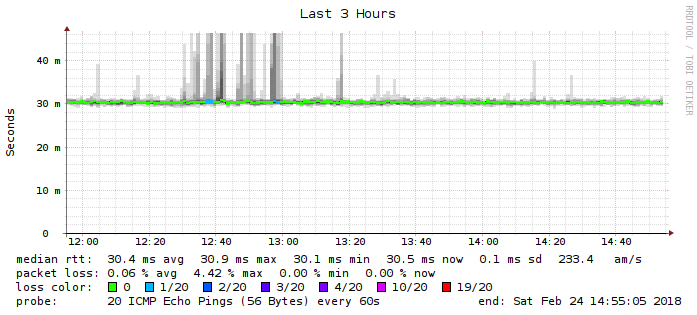 Last 3 Hours
RRDTOOL / TOBI OETIKER
Seconds
40 m
30 m
20 m
10 m
0
12:00 12:20 12:40 13:00 13:20 13:40 14:00 14:20 14:40
median rtt: 30.4 ms avg 30.9 ms max 30.1 ms min 30.5 ms now 0.1 ms sd 233.4 am/s
packet loss: 0.06 % avg 4.42 % max 0.00 % min 0.00 % now
loss color: 0 1/20 2/20 3/20 4/20 10/20 19/20
probe: 20 ICMP Echo Pings (56 Bytes) every 60s end: Sat Feb 24 14:55:05 2018